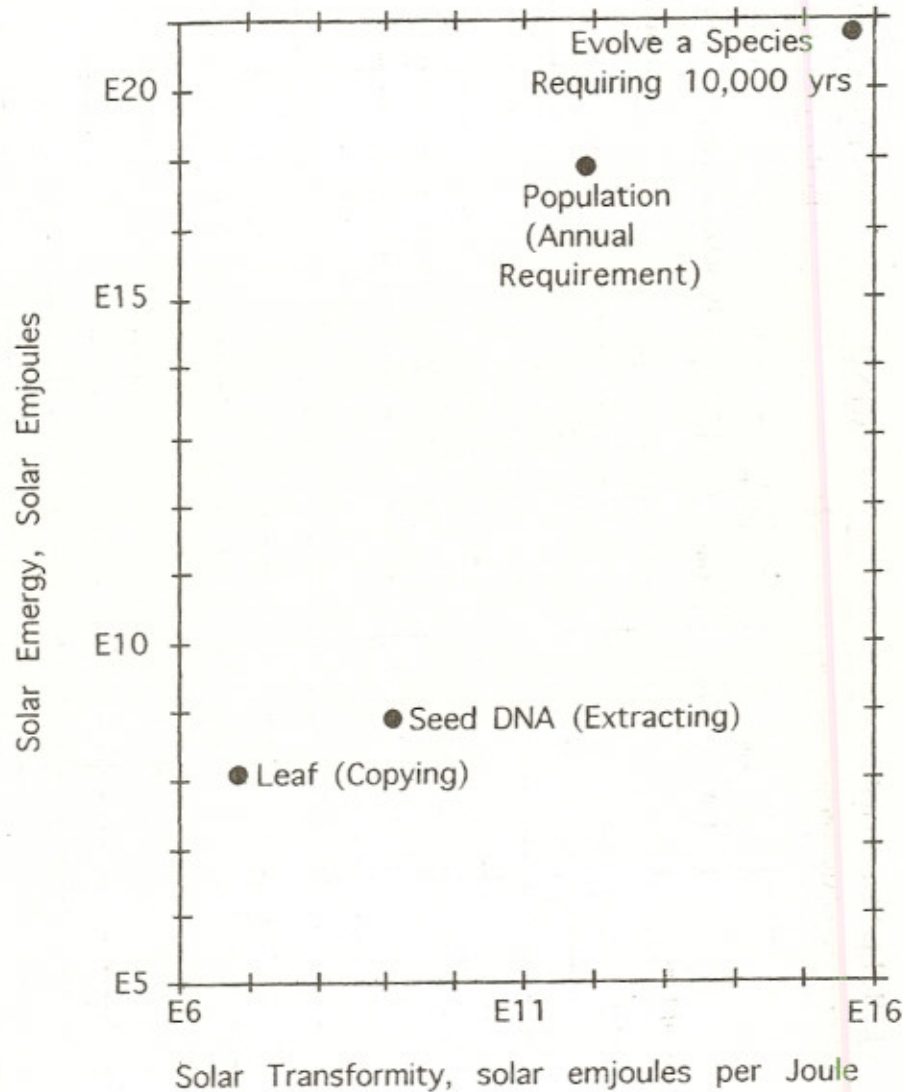 Evolve a Species
Requiring 10,000 yrs
E20
Population
(Annual
Requirement)
E15
Solar Emergy, Solar Emjoules
E10
Seed DNA (Extracting)
Leaf (Copying)
E5
E6 E11 E16
Solar Transformity, solar emjoules per Joule